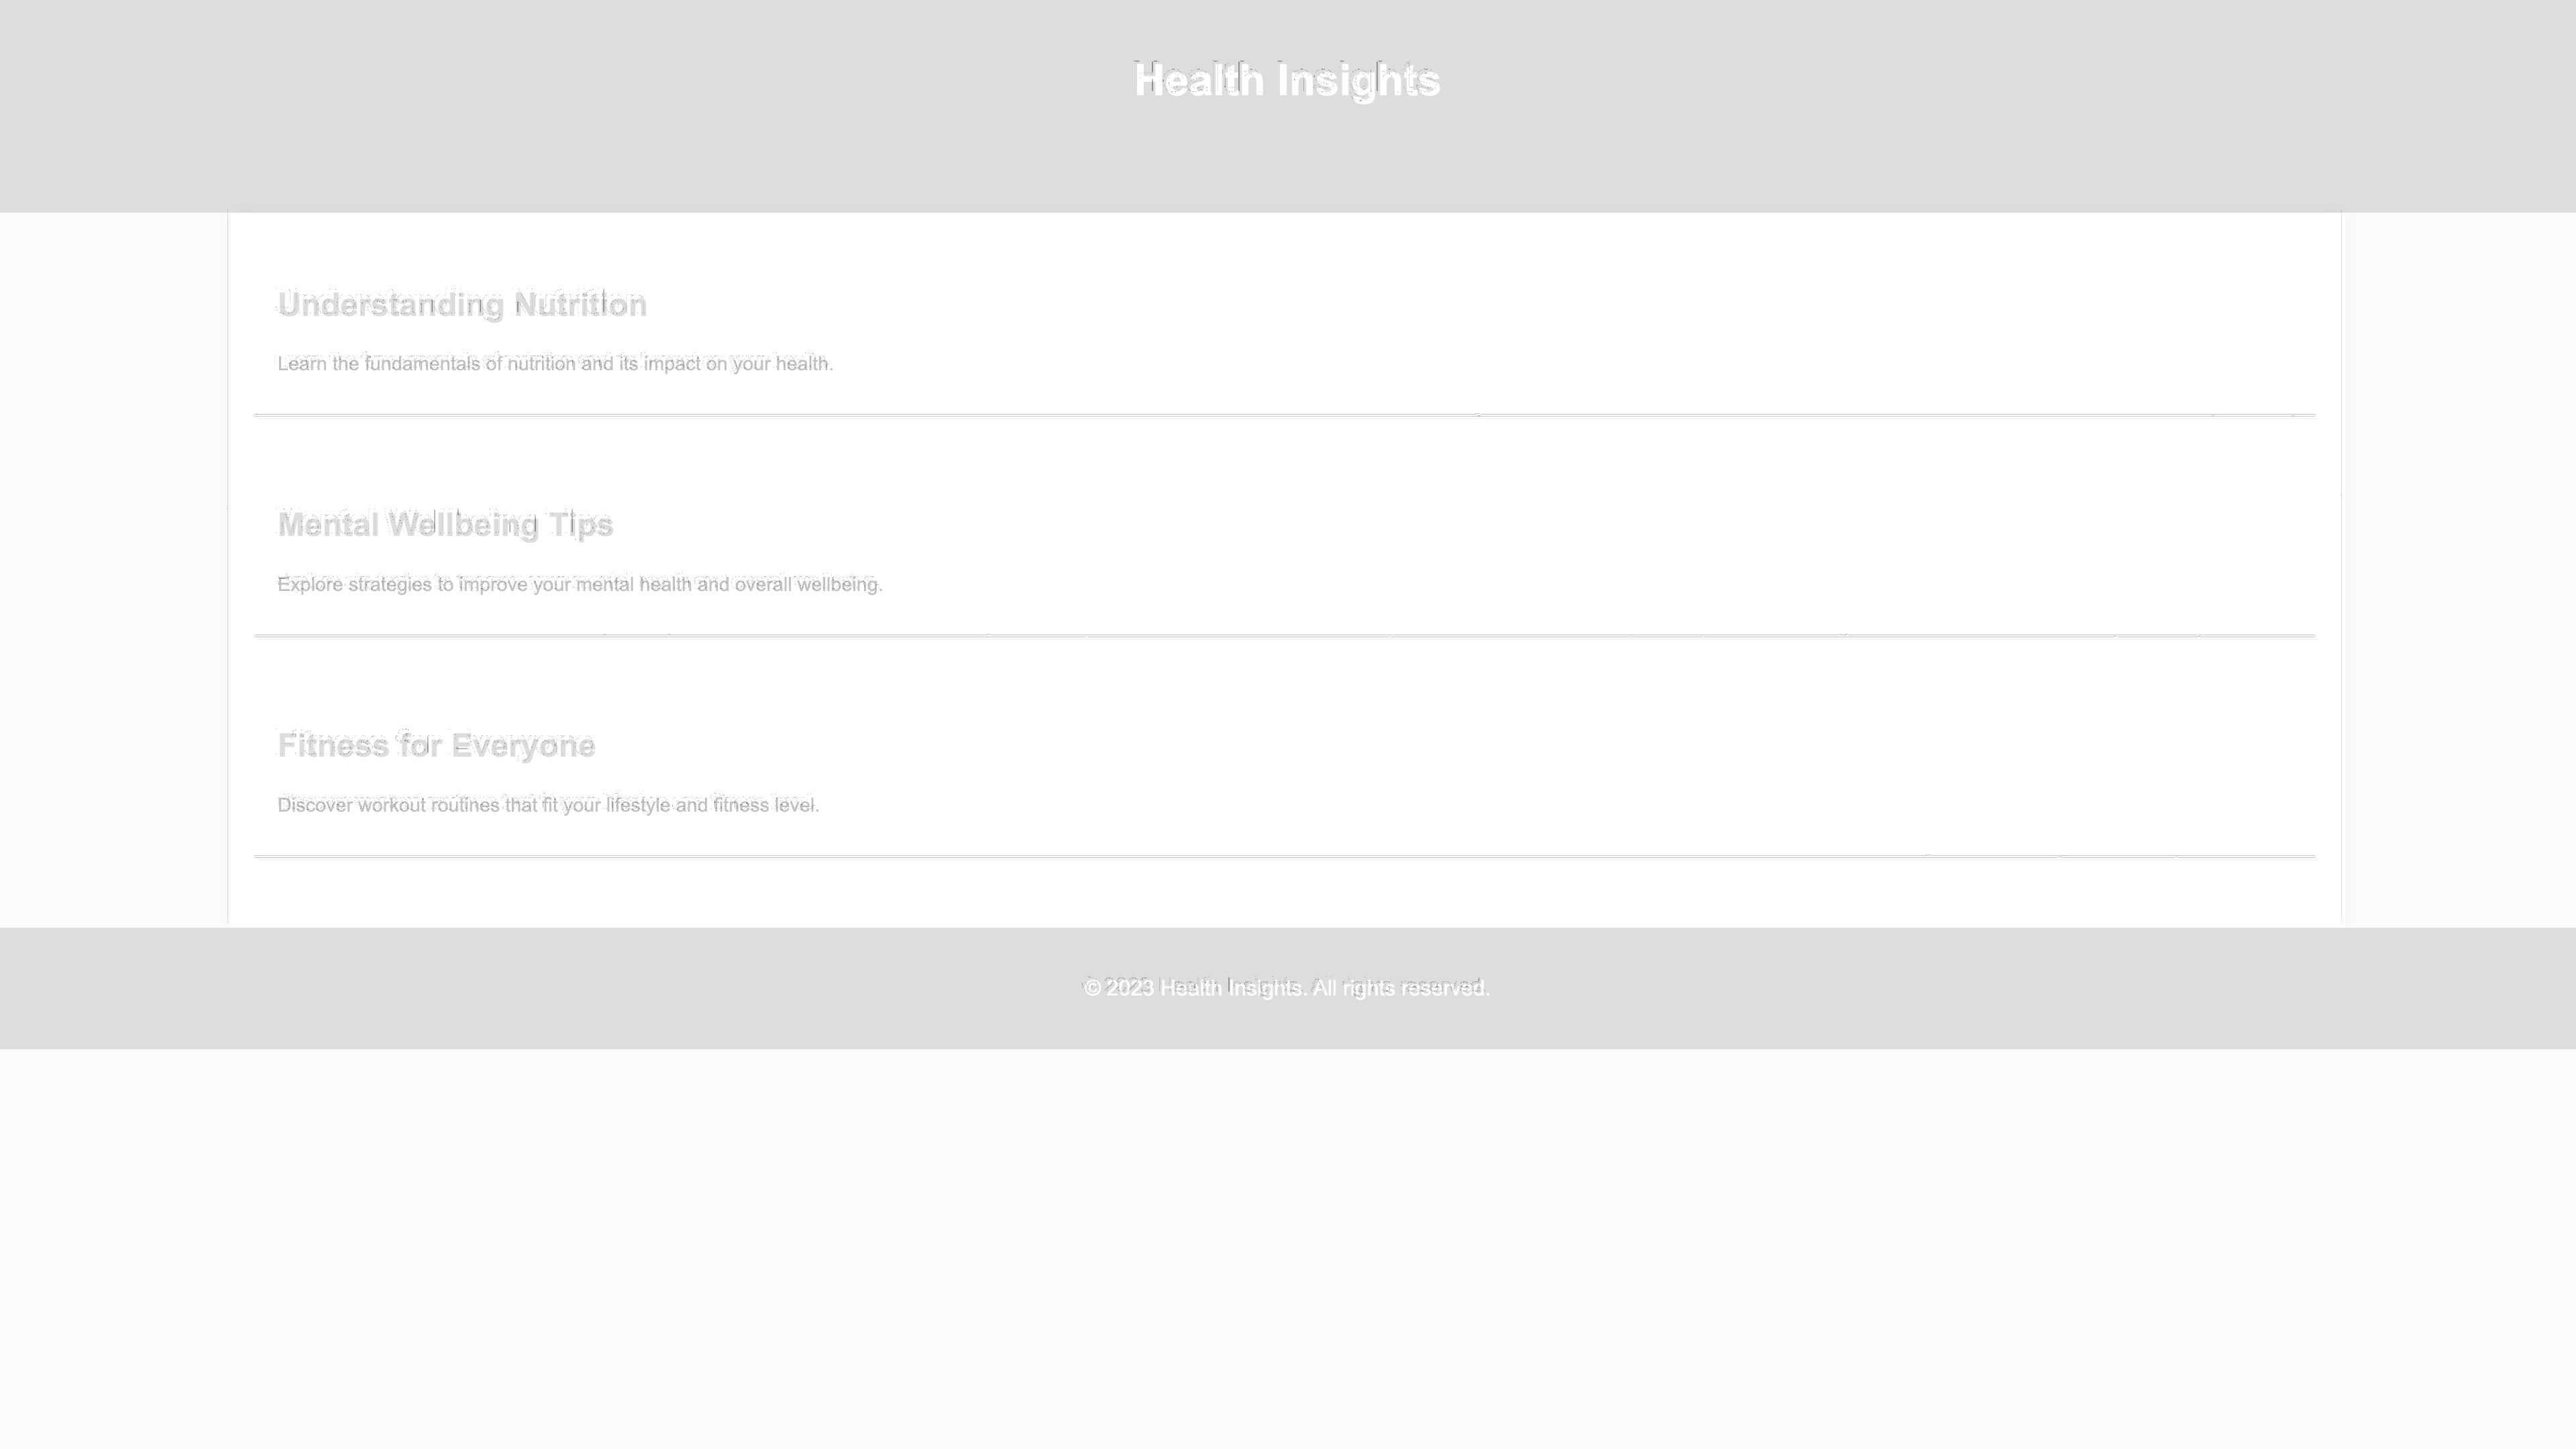 Health Insights
Understanding Nutrition
Learn the fundamentals of nutrition and its impact on your health.
Mental Wellbeing Tips
Explore strategies to improve your mental health and overall wellbeing.
Fitness for Everyone
Discover workout routines that fit your lifestyle and fitness level.
© 2023 Health Insights. All rights reserved.